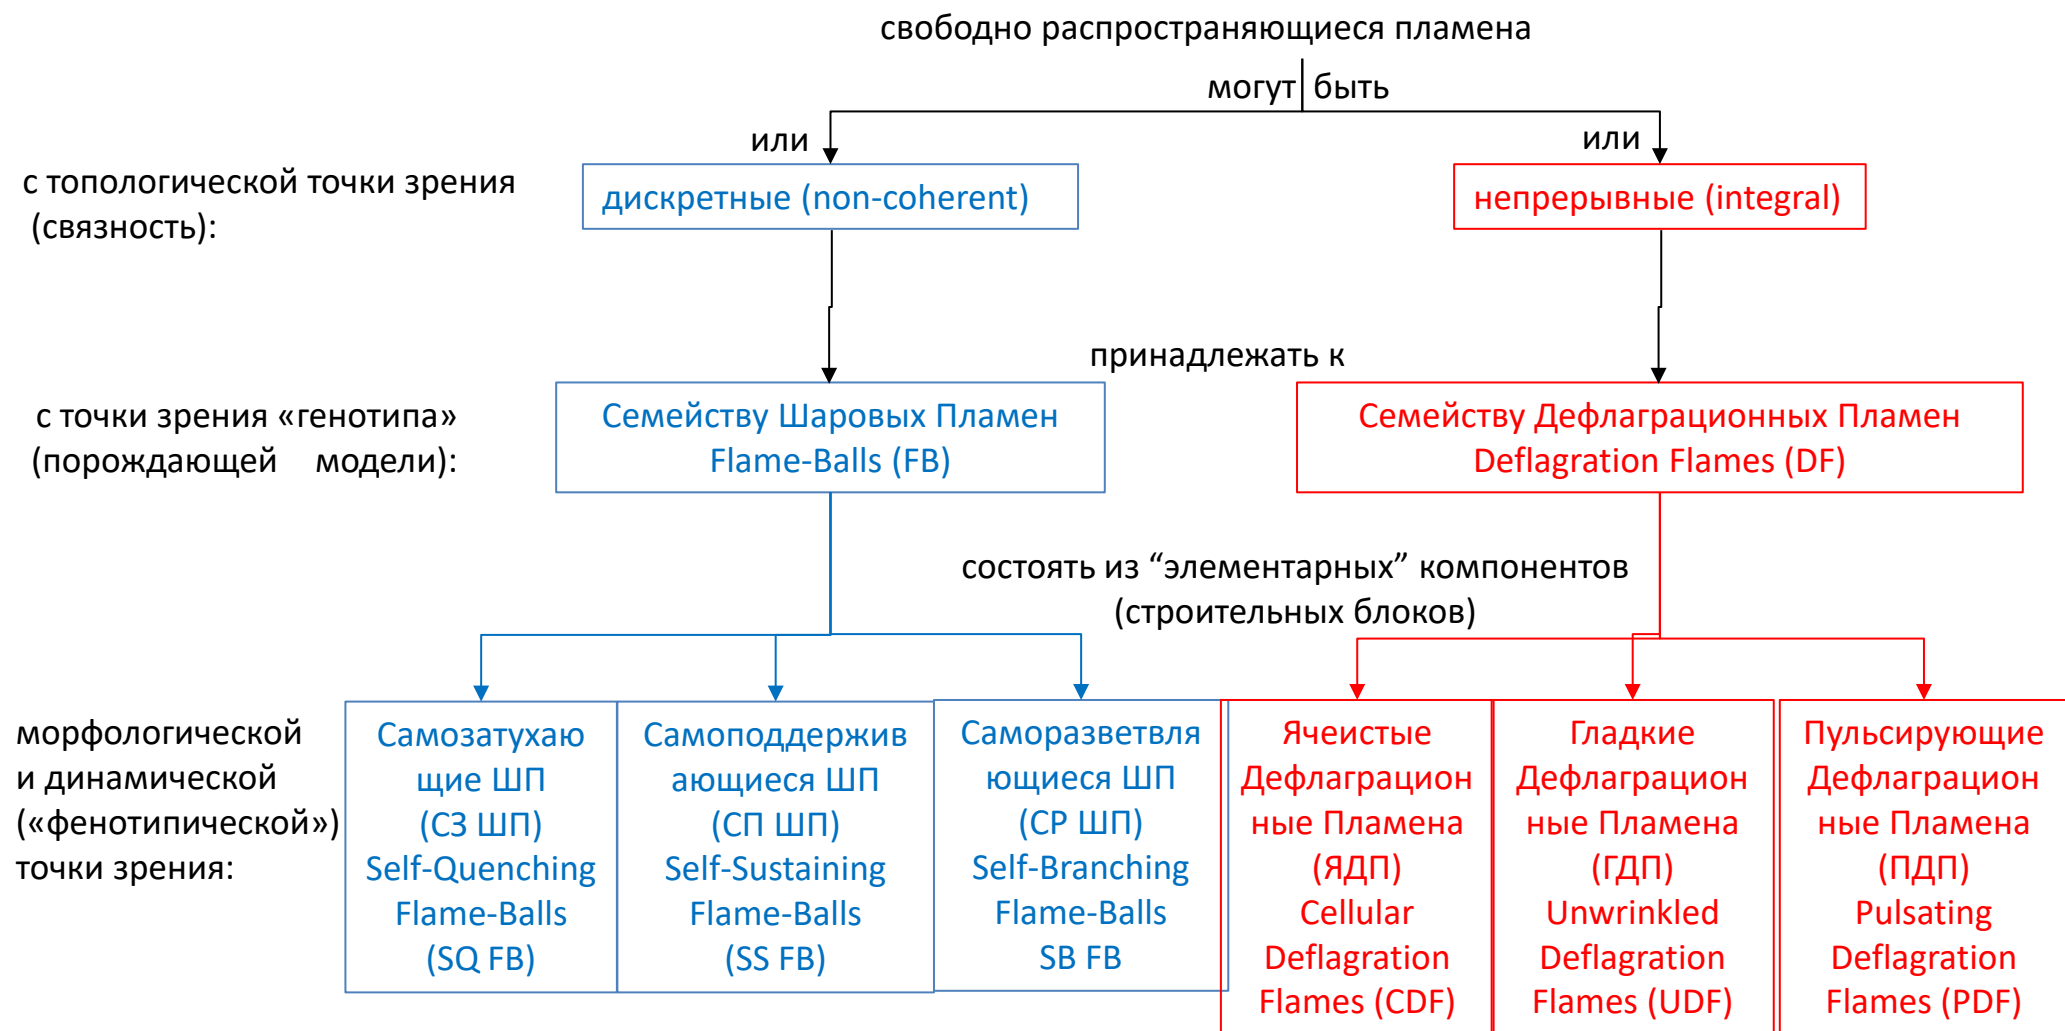 свободно распространяющиеся пламена
могут быть
или
или
с топологической точки зрения
(связность):
дискретные (non-coherent)
непрерывные (integral)
принадлежать к
с точки зрения «генотипа»
(порождающей модели):
Семейству Шаровых Пламен
Flame-Balls (FB)
Семейству Дефлаграционных Пламен
Deflagration Flames (DF)
состоять из “элементарных” компонентов
(строительных блоков)
морфологической
и динамической
(«фенотипической»)
точки зрения:
Самозатухаю
щие ШП
(СЗ ШП)
Self-Quenching
Flame-Balls
(SQ FB)
Самоподдержив
ающиеся ШП
(СП ШП)
Self-Sustaining
Flame-Balls
(SS FB)
Саморазветвля
ющиеся ШП
(СР ШП)
Self-Branching
Flame-Balls
SB FB
Ячеистые
Дефлаграцион
ные Пламена
(ЯДП)
Cellular
Deflagration
Flames (CDF)
Гладкие
Дефлаграцион
ные Пламена
(ГДП)
Unwrinkled
Deflagration
Flames (UDF)
Пульсирующие
Дефлаграцион
ные Пламена
(ПДП)
Pulsating
Deflagration
Flames (PDF)